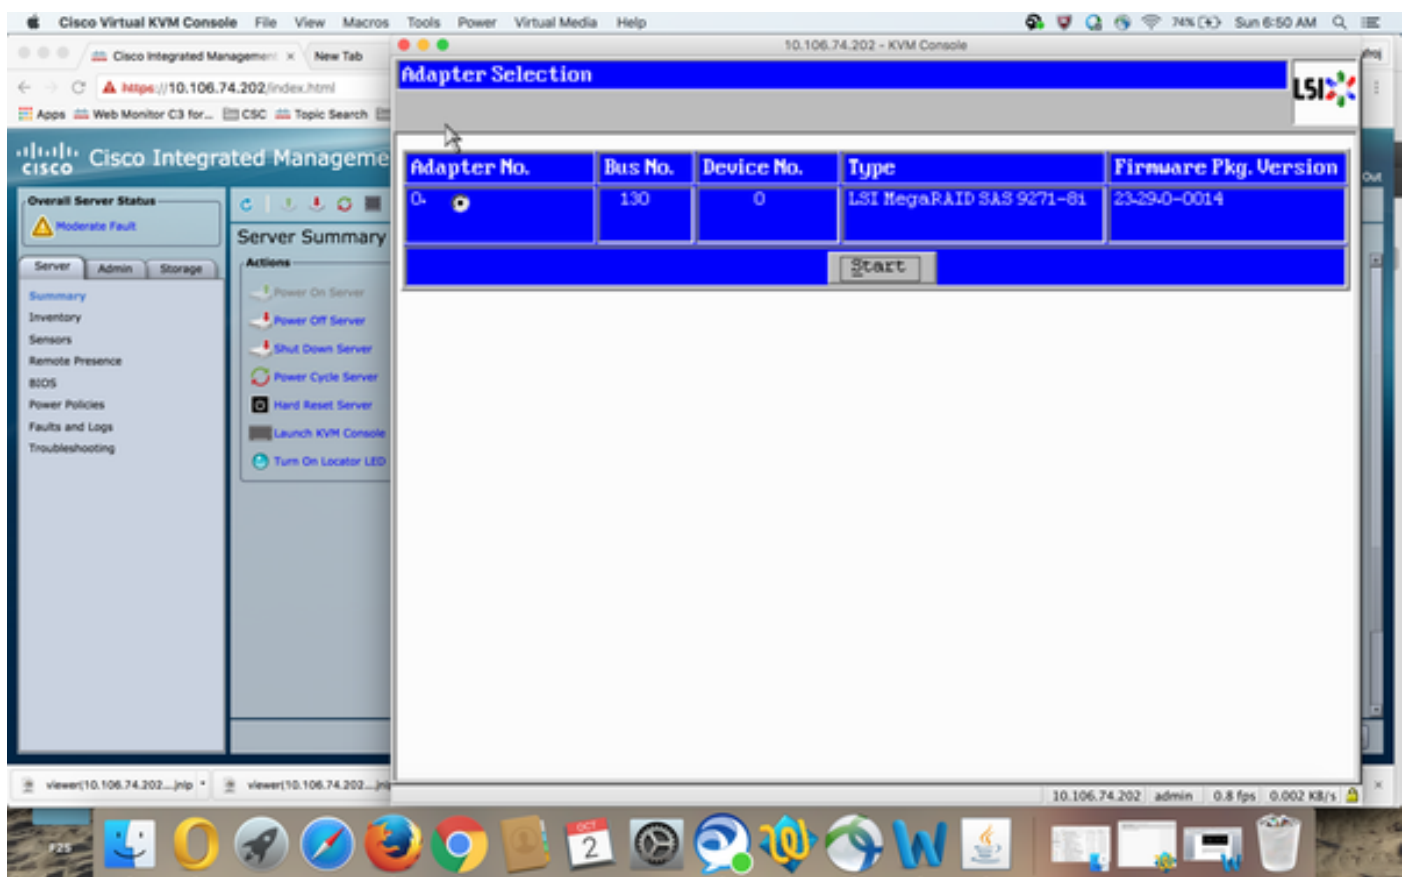 Cisco Virtual KVM Console File View Macros Tools Power Virtual Media Help
74% Sun 6:50 AM
Cisco Integrated Management
New Tab
10.106.74.202 - KVM Console
https://10.106.74.202/index.html
Apps Web Monitor C3 for... CSC Topic Search
Adapter Selection
LSI
cisco Cisco Integrated Manageme
Out
Overall Server Status
Moderate Fault
Server Admin Storage
Summary
Inventory
Sensors
Remote Presence
BIOS
Power Policies
Faults and Logs
Troubleshooting
Server Summary
Actions
Power On Server
Power Off Server
Shut Down Server
Power Cycle Server
Hard Reset Server
Launch KVM Console
Turn On Locator LED
Adapter No. Bus No. Device No. Type Firmware Pkg. Version
0. 130 0 LSI MegaRAID SAS 9271-8i 23.29.0-0014
Start
viewer(10.106.74.202....jnlp
viewer(10.106.74.202....jnlp
10.106.74.202 admin 0.8 fps 0.002 KB/s
F25
OCT
2